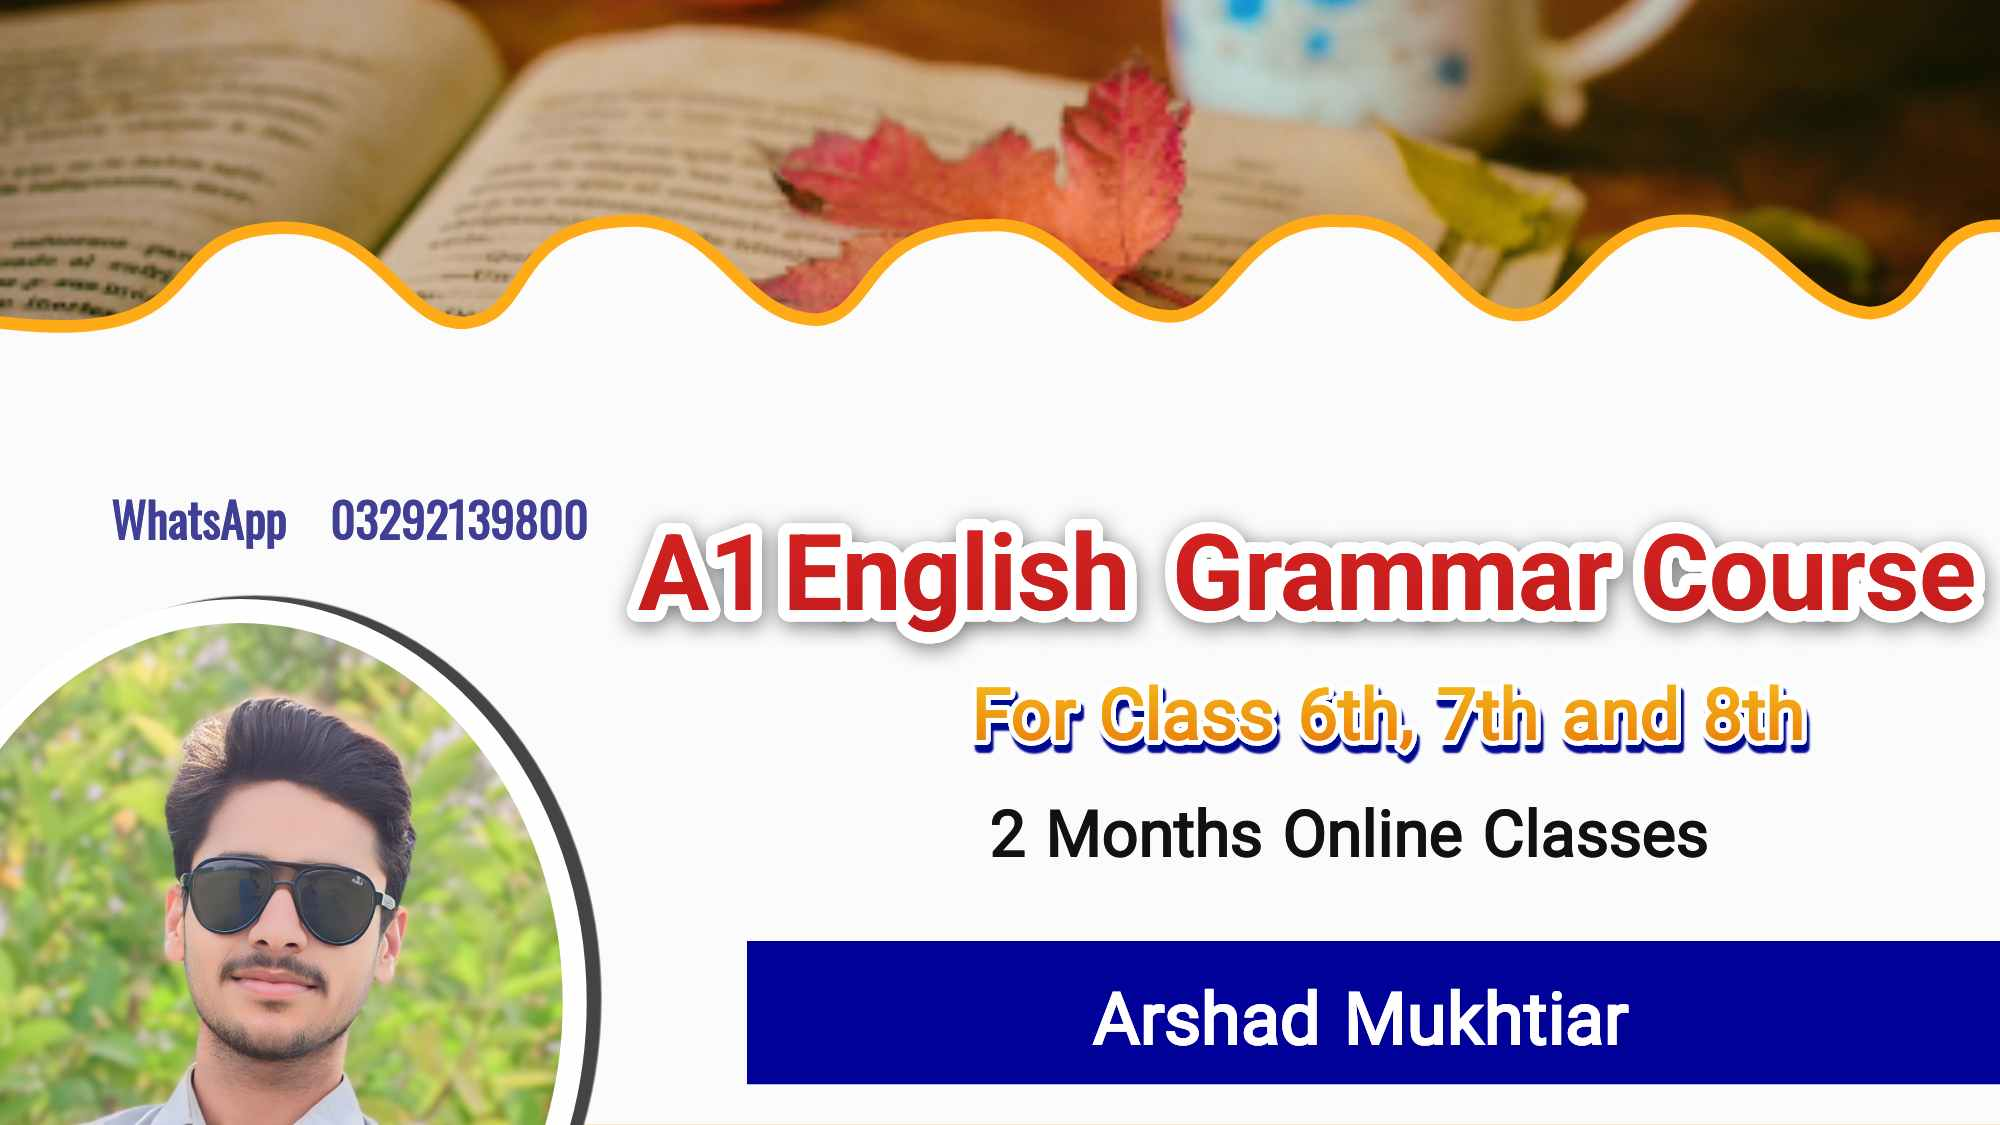 WhatsApp 03292139800
A1 English Grammar Course
For Class 6th, 7th and 8th
2 Months Online Classes
Arshad Mukhtiar